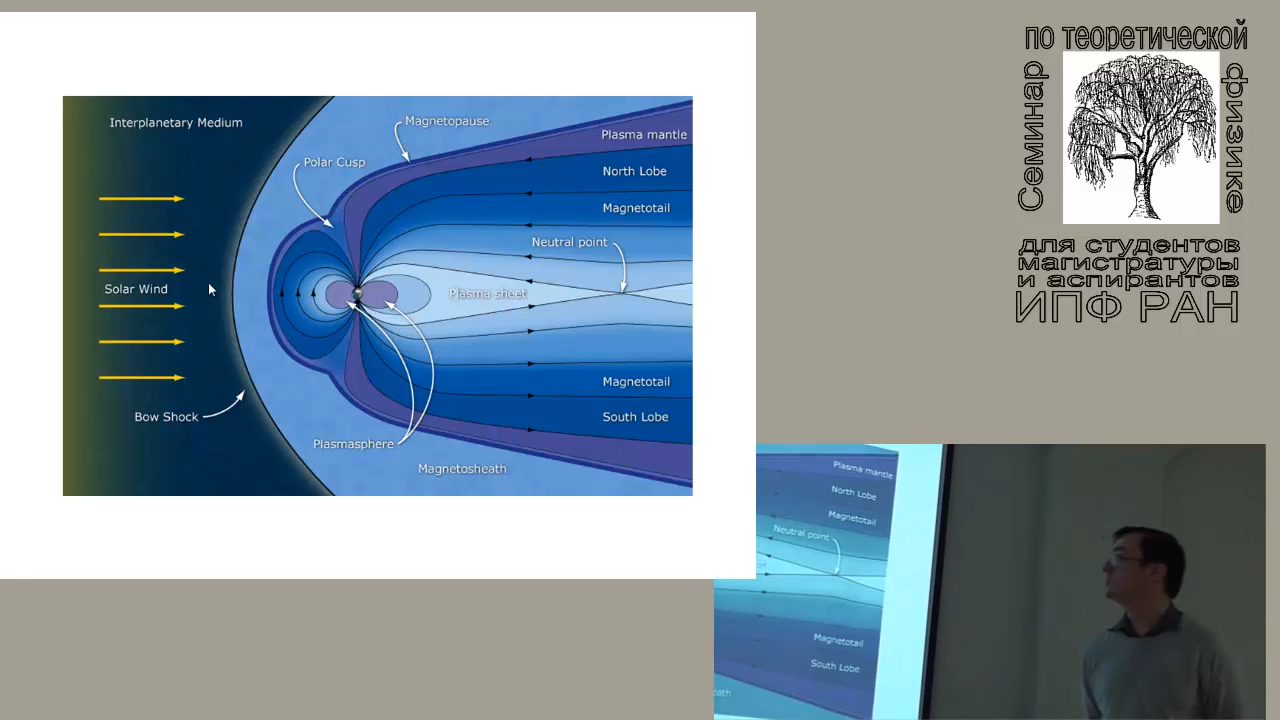 Interplanetary Medium
Magnetopause
Plasma mantle
Polar Cusp
North Lobe
Magnetotail
Neutral point
Solar Wind
Plasma sheet
Magnetotail
Bow Shock
South Lobe
Plasmasphere
Magnetosheath
Семинар
по теоретической
физике
для студентов
магистратуры
и аспирантов
ИПФ РАН
Plasma mantle
North Lobe
Magnetotail
Neutral point
Magnetotail
South Lobe